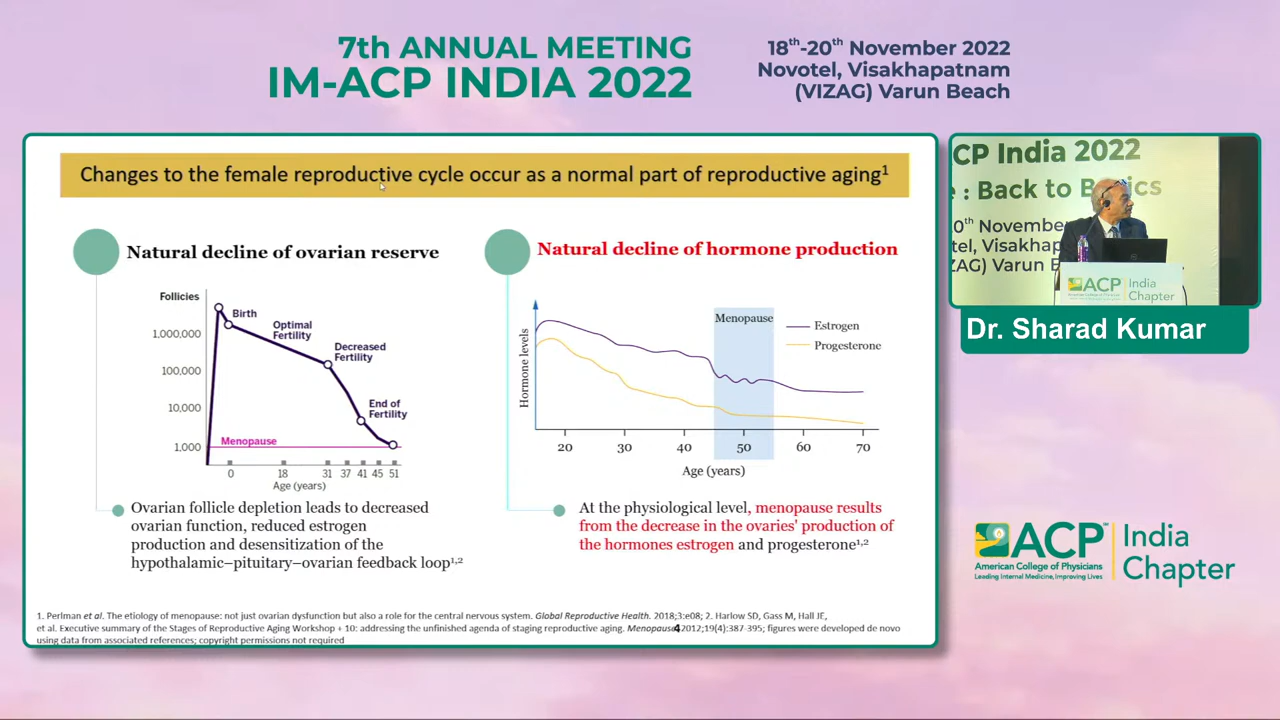 7th ANNUAL MEETING
IM-ACP INDIA 2022
18th-20th November 2022
Novotel, Visakhapatnam
(VIZAG) Varun Beach
Changes to the female reproductive cycle occur as a normal part of reproductive aging1
Natural decline of ovarian reserve
Follicles
1,000,000
100,000
10,000
1,000
Birth
Optimal
Fertility
Decreased
Fertility
End of
Fertility
Menopause
0 18 31 37 41 45 51
Age (years)
Ovarian follicle depletion leads to decreased
ovarian function, reduced estrogen
production and desensitization of the
hypothalamic–pituitary–ovarian feedback loop1,2
Natural decline of hormone production
Hormone levels
Menopause
Estrogen
Progesterone
20 30 40 50 60 70
Age (years)
At the physiological level, menopause results
from the decrease in the ovaries' production of
the hormones estrogen and progesterone1,2
1. Perlman et al. The etiology of menopause: not just ovarian dysfunction but also a role for the central nervous system. Global Reproductive Health. 2018;3:e08; 2. Harlow SD, Gass M, Hall JE,
et al. Executive summary of the Stages of Reproductive Aging Workshop + 10: addressing the unfinished agenda of staging reproductive aging. Menopause 2012;19(4):387-395; figures were developed de novo
using data from associated references; copyright permissions not required
4
CP India 2022
: Back to Basics
0th November
tel, Visakhap
ZAG) Varun B
ACP
India
Chapter
Dr. Sharad Kumar
ACP
American College of Physicians
Leading Internal Medicine, Improving Lives
India
Chapter